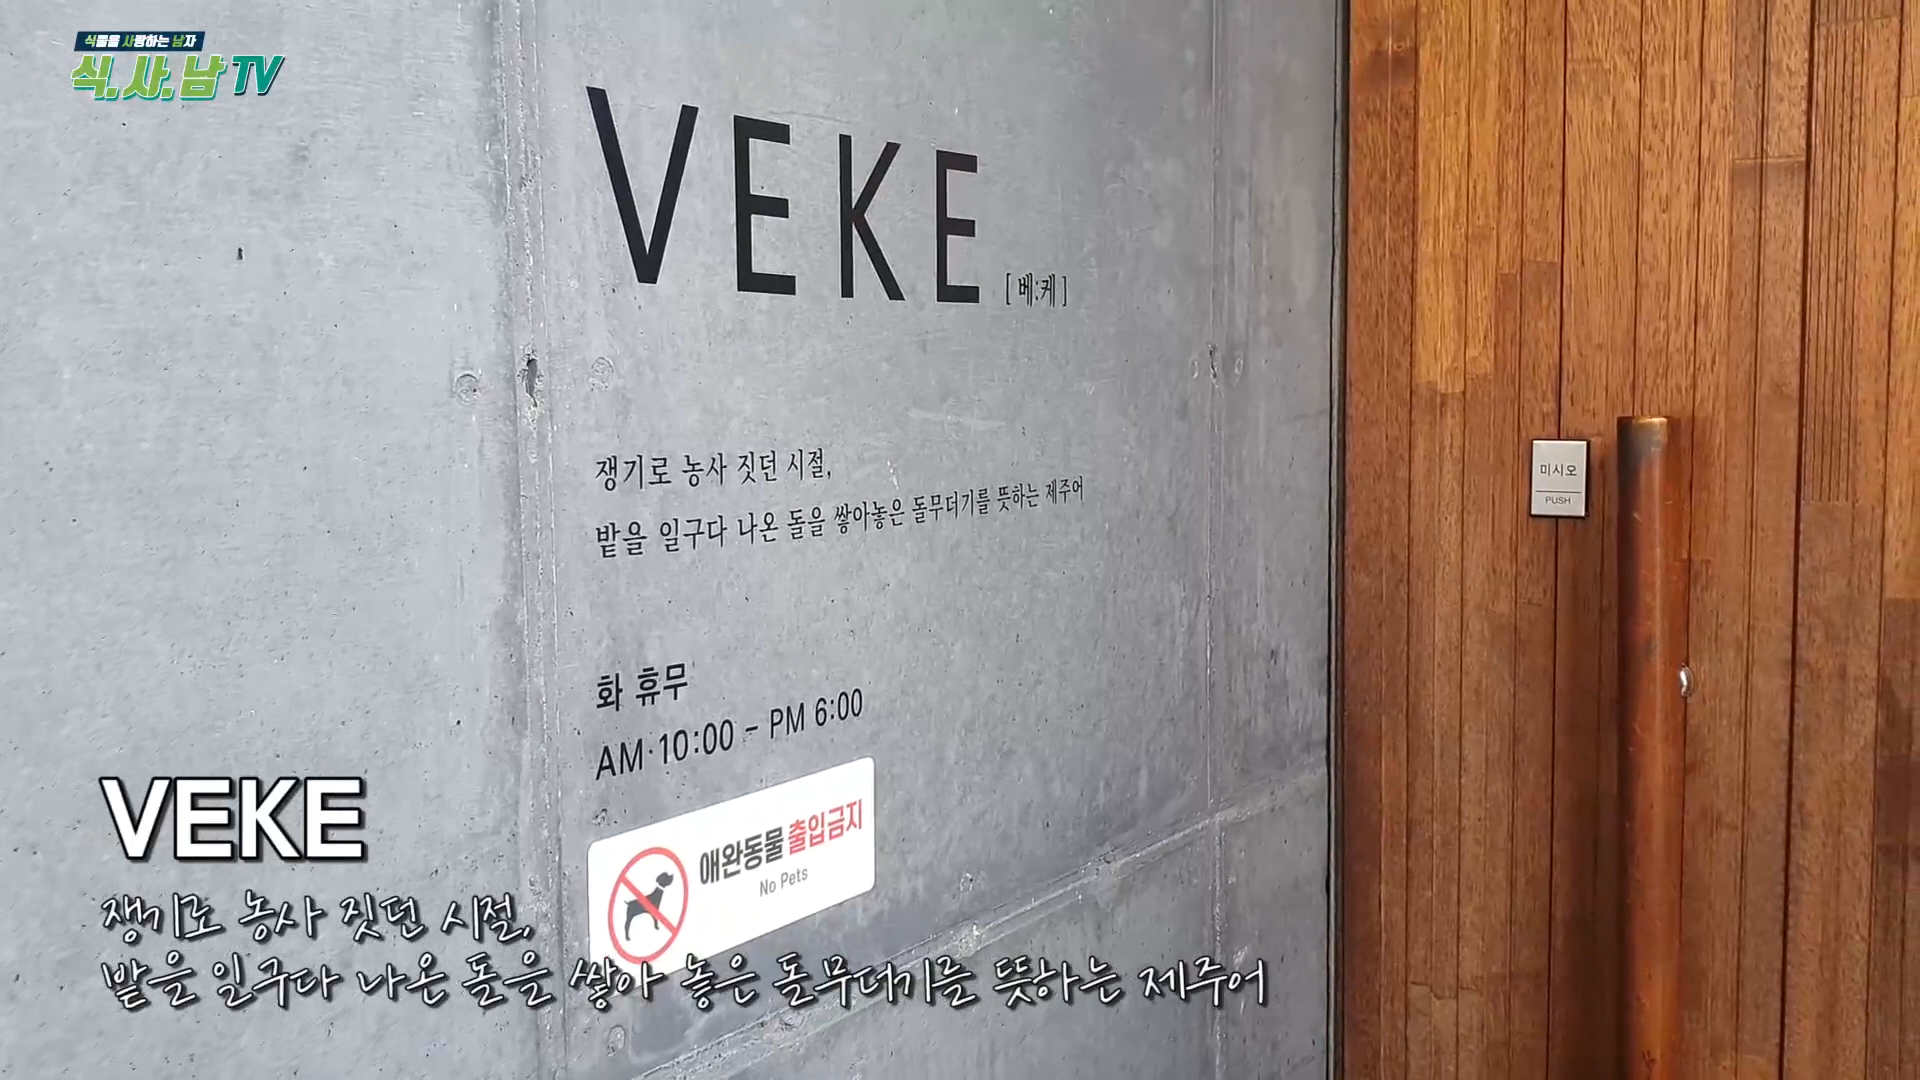 식물을 사랑하는 남자
식.사.남 TV
VEKE
[ 베:케 ]
쟁기로 농사 짓던 시절,
밭을 일구다 나온 돌을 쌓아놓은 돌무더기를 뜻하는 제주어
화 휴무
AM 10:00 - PM 6:00
애완동물 출입금지
No Pets
미시오
PUSH
VEKE
쟁기로 농사 짓던 시절,
밭을 일구다 나온 돌을 쌓아 놓은 돌무더기를 뜻하는 제주어